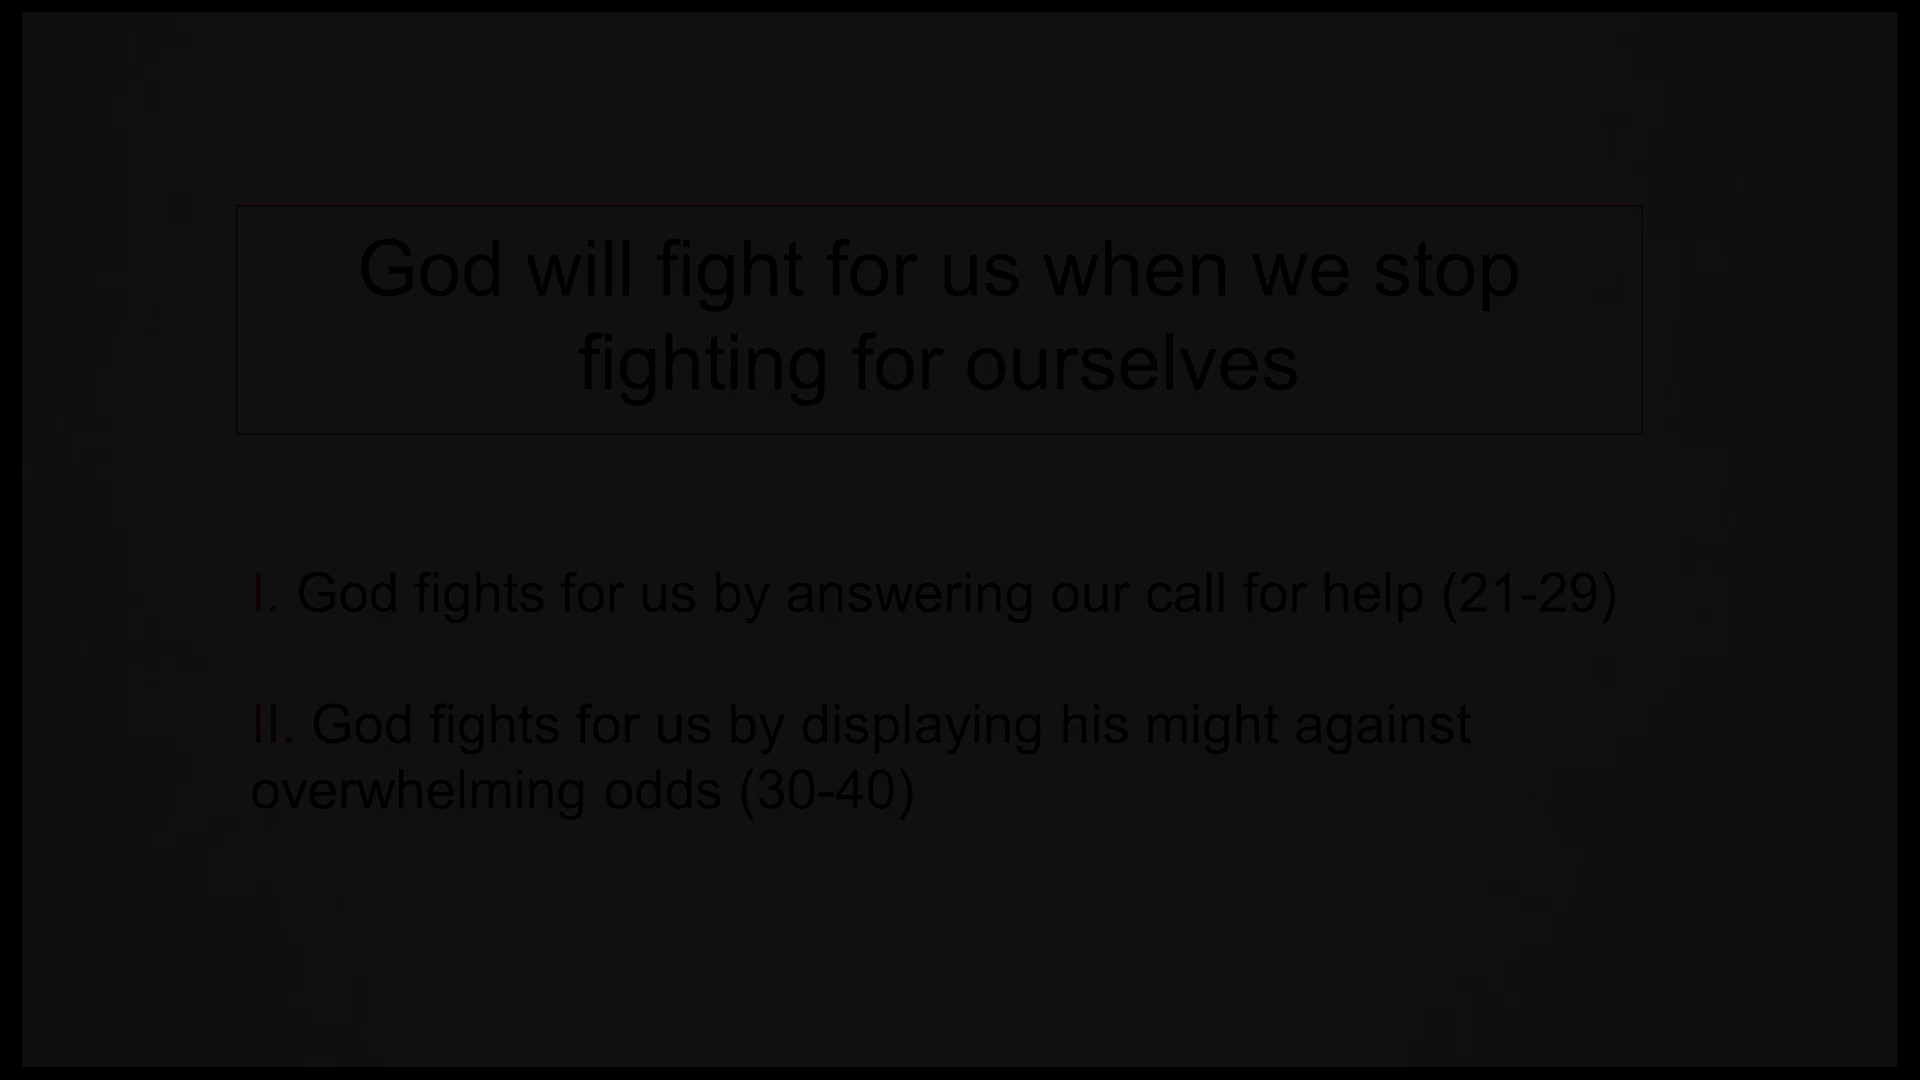 God will fight for us when we stop
fighting for ourselves
I. God fights for us by answering our call for help (21-29)
II. God fights for us by displaying his might against
overwhelming odds (30-40)